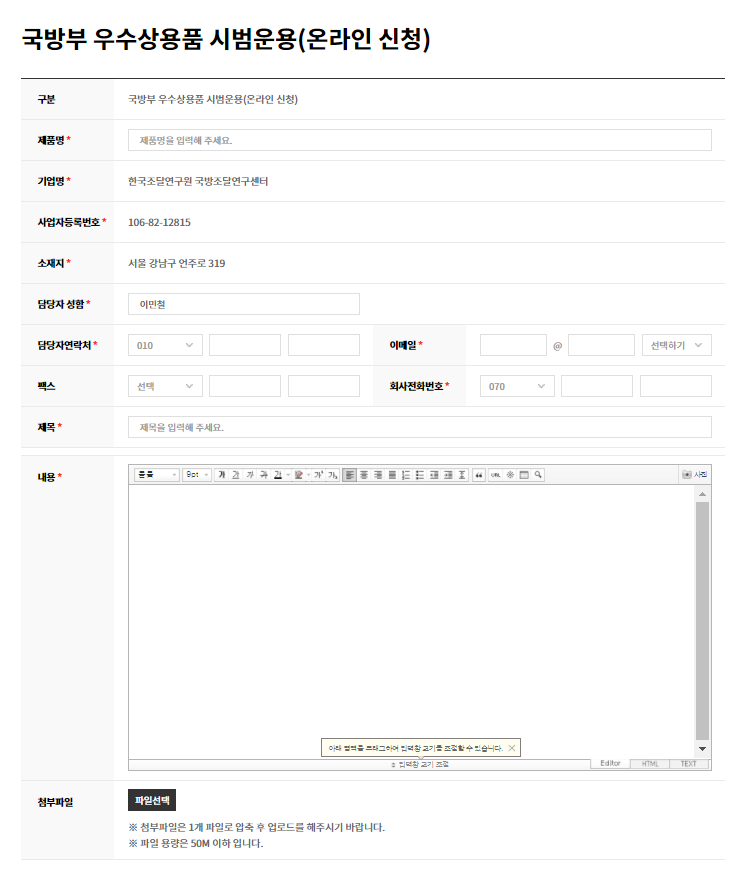 국방부 우수상용품 시범운용(온라인 신청)
구분 국방부 우수상용품 시범운용(온라인 신청)
제품명 * 제품명을 입력해 주세요.
기업명 * 한국조달연구원 국방조달연구센터
사업자등록번호 * 106-82-12815
소재지 * 서울 강남구 언주로 319
담당자 성함 * 이민철
담당자연락처 * 010 이메일 * @ 선택하기
팩스 선택 회사전화번호 * 070
제목 * 제목을 입력해 주세요.
내용 * 돋움 9pt 가 가 가 가 가 가 가 URL 사진
아래 영역을 드래그하여 입력창 크기를 조절할 수 있습니다.
입력창 크기 조절 Editor HTML TEXT
첨부파일 파일선택
※ 첨부파일은 1개 파일로 압축 후 업로드를 해주시기 바랍니다.
※ 파일 용량은 50M 이하 입니다.